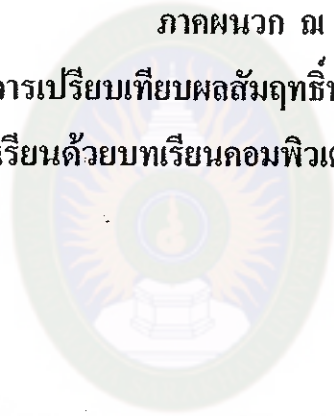 ภาคผนวก ฌ
การเปรียบเทียบผลสัมฤทธิ์
เรียนด้วยบทเรียนคอมพิวเต